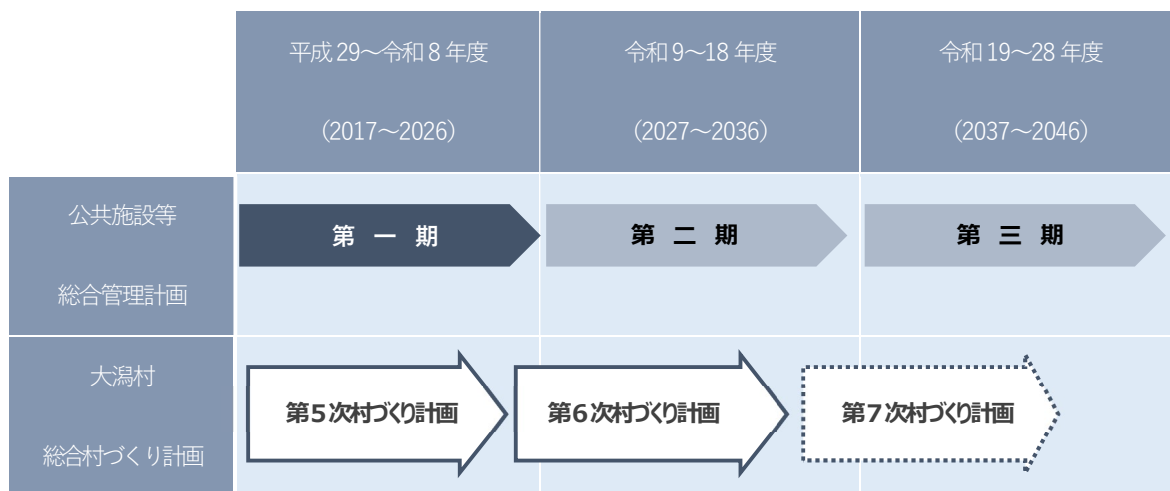 平成29～令和8年度
（2017～2026）
令和9～18年度
（2027～2036）
令和19～28年度
（2037～2046）
公共施設等
総合管理計画
第 一 期
第 二 期
第 三 期
大潟村
総合村づくり計画
第5次村づくり計画
第6次村づくり計画
第7次村づくり計画